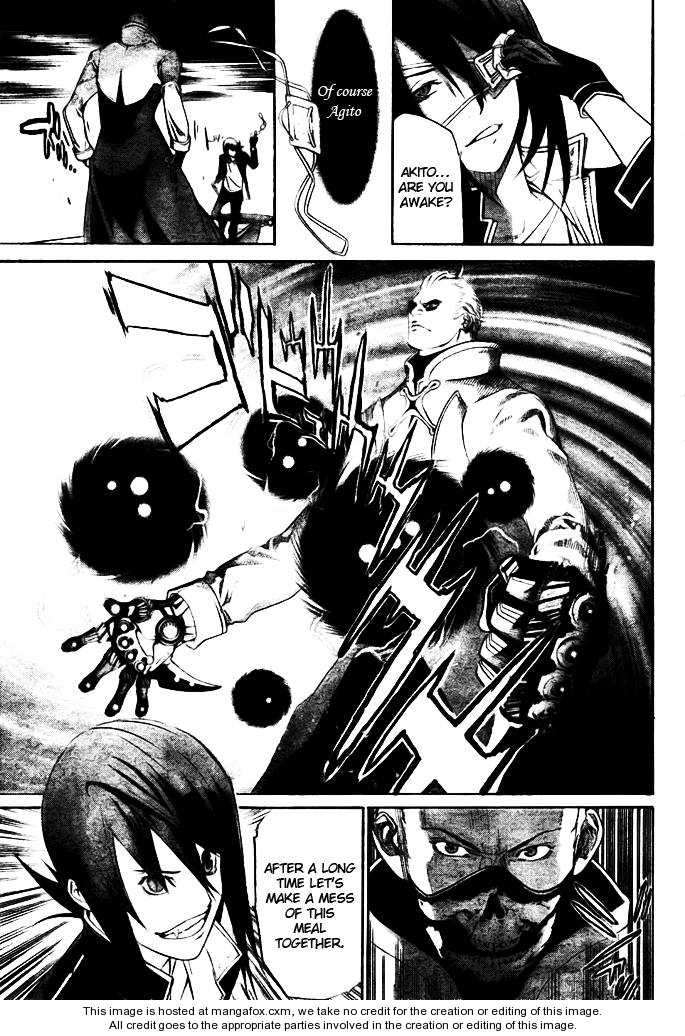 AKITO...
ARE YOU
AWAKE?
Of course
Agito
AFTER A LONG
TIME LET'S
MAKE A MESS
OF THIS
MEAL
TOGETHER.
This image is hosted at mangafox.cxm, we take no credit for the creation or editing of this image.
All credit goes to the appropriate parties involved in the creation or editing of this image.